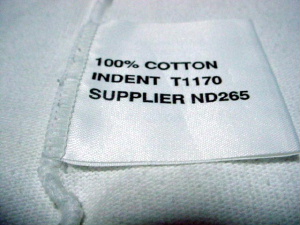 100% COTTON
INDENT T1170
SUPPLIER ND265